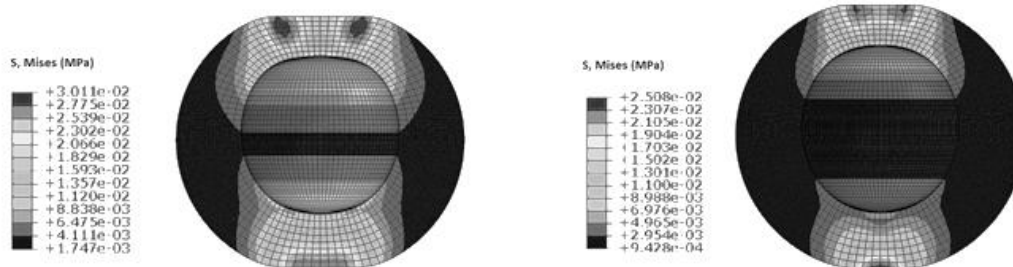 S, Mises (MPa)
+3.011e-02
+2.775e-02
+2.539e-02
+2.302e-02
+2.066e-02
+1.829e-02
+1.593e-02
+1.357e-02
+1.120e-02
+8.838e-03
+6.475e-03
+4.111e-03
+1.747e-03
S, Mises (MPa)
+2.508e-02
+2.307e-02
+2.105e-02
+1.904e-02
+1.703e-02
+1.502e-02
+1.301e-02
+1.100e-02
+8.988e-03
+6.976e-03
+4.965e-03
+2.954e-03
+9.428e-04